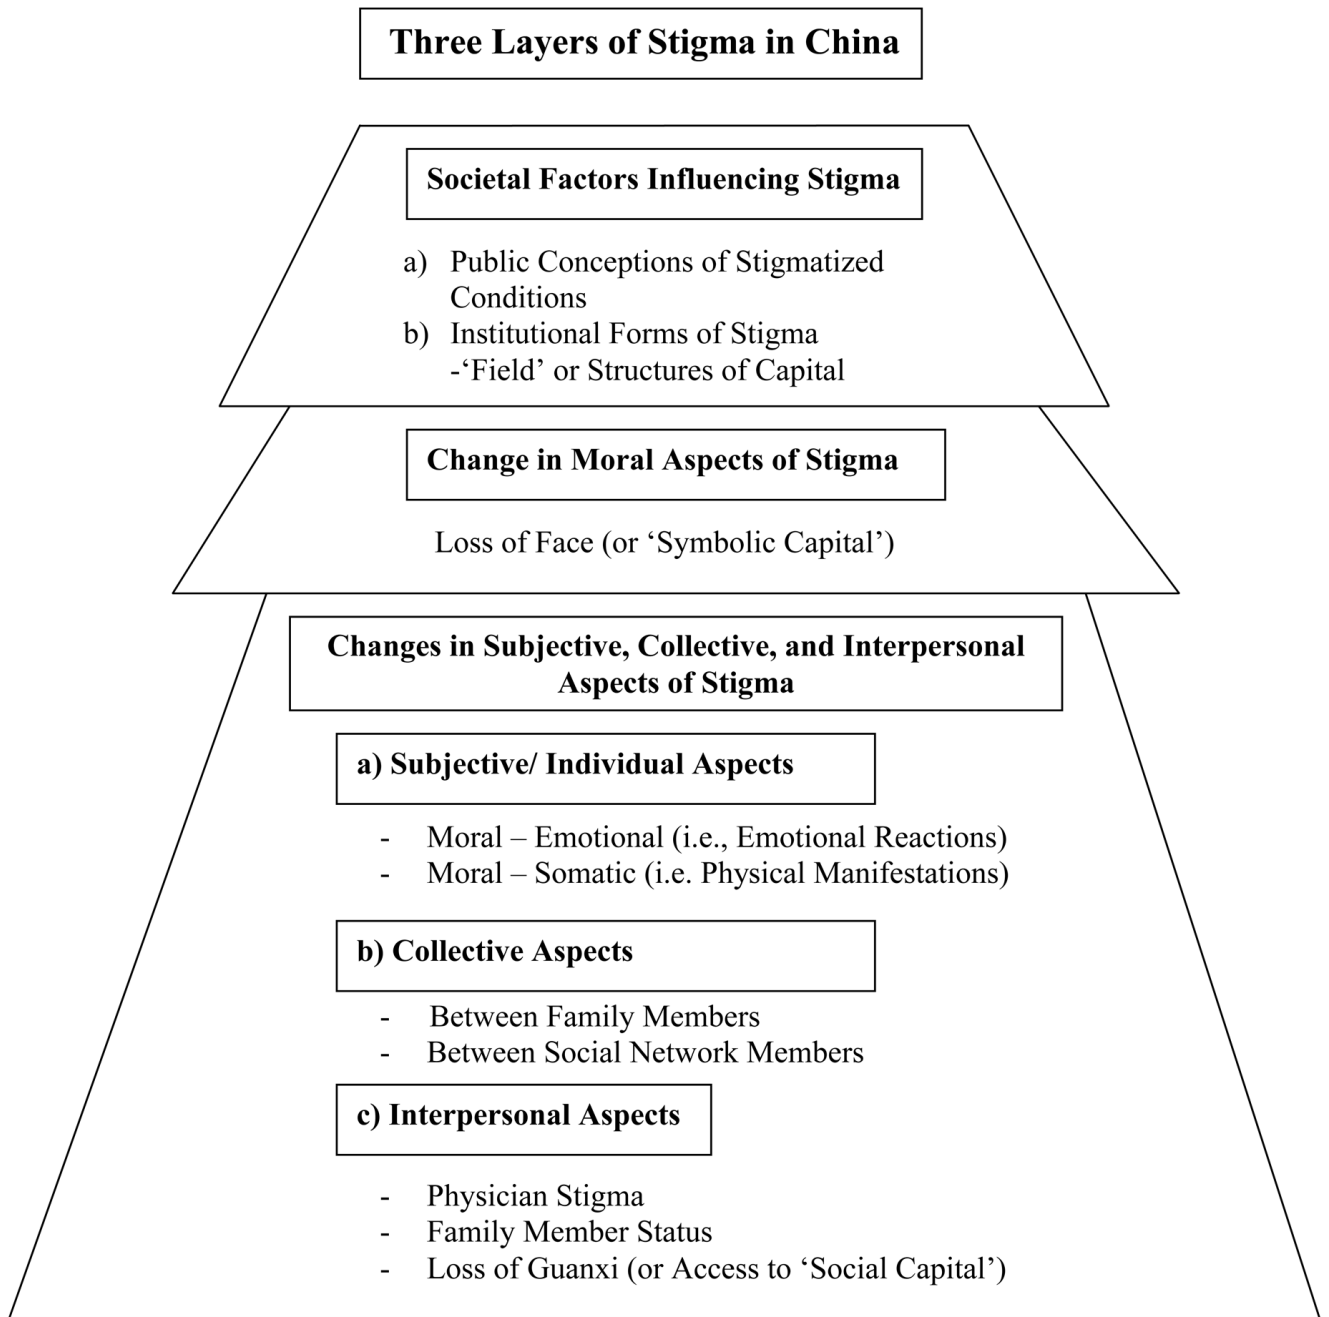 Three Layers of Stigma in China
Societal Factors Influencing Stigma
a) Public Conceptions of Stigmatized
Conditions
b) Institutional Forms of Stigma
-‘Field’ or Structures of Capital
Change in Moral Aspects of Stigma
Loss of Face (or ‘Symbolic Capital’)
Changes in Subjective, Collective, and Interpersonal
Aspects of Stigma
a) Subjective/ Individual Aspects
- Moral – Emotional (i.e., Emotional Reactions)
- Moral – Somatic (i.e. Physical Manifestations)
b) Collective Aspects
- Between Family Members
- Between Social Network Members
c) Interpersonal Aspects
- Physician Stigma
- Family Member Status
- Loss of Guanxi (or Access to ‘Social Capital’)